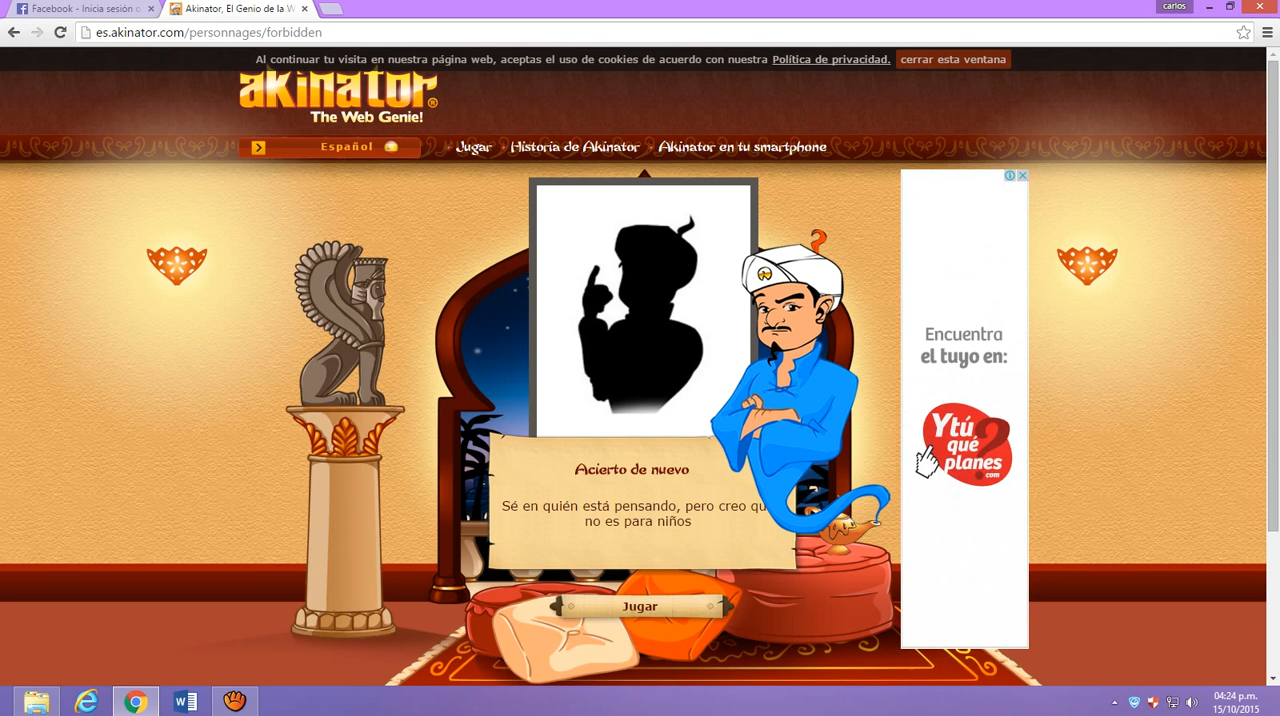 Facebook - Inicia sesión o
Akinator, El Genio de la W
carlos
es.akinator.com/personnages/forbidden
Al continuar tu visita en nuestra página web, aceptas el uso de cookies de acuerdo con nuestra Política de privacidad. cerrar esta ventana
akinator®
The Web Genie!
Español
Jugar
Historia de Akinator
Akinator en tu smartphone
Encuentra
el tuyo en:
Y tú
qué
planes
?
.com
Acierto de nuevo
Sé en quién está pensando, pero creo qu
no es para niños
Jugar
04:24 p.m.
15/10/2015